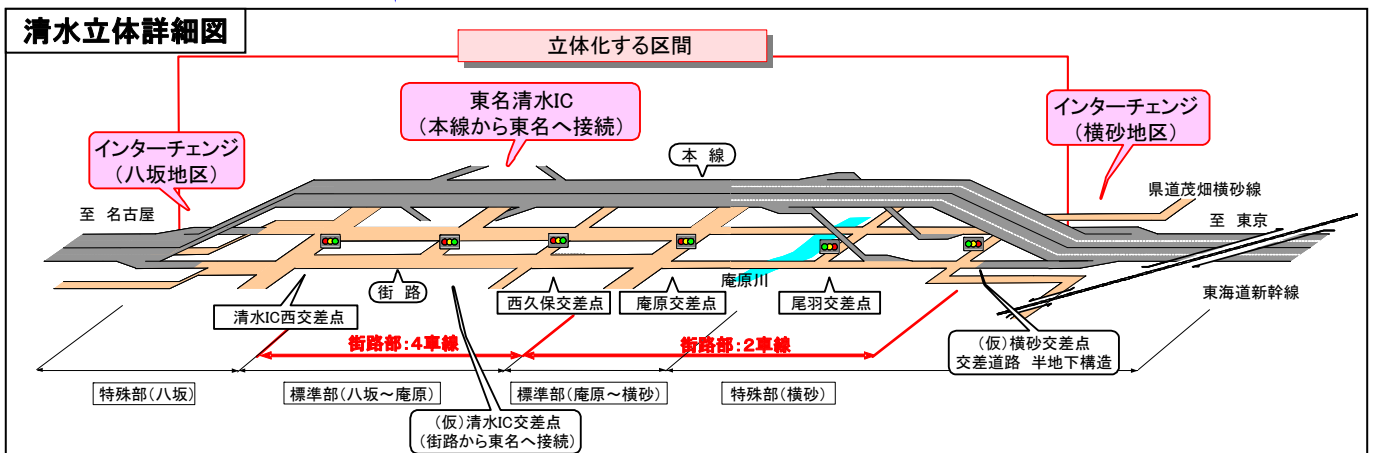 清水立体詳細図
立体化する区間
東名清水IC
(本線から東名へ接続)
インターチェンジ
(横砂地区)
インターチェンジ
(八坂地区)
本 線
県道茂畑横砂線
至 名古屋
至 東京
庵原川
街 路
西久保交差点
庵原交差点
尾羽交差点
東海道新幹線
清水IC西交差点
街路部:4車線
街路部:2車線
(仮)横砂交差点
交差道路 半地下構造
特殊部(八坂)
標準部(八坂~庵原)
標準部(庵原~横砂)
特殊部(横砂)
(仮)清水IC交差点
(街路から東名へ接続)